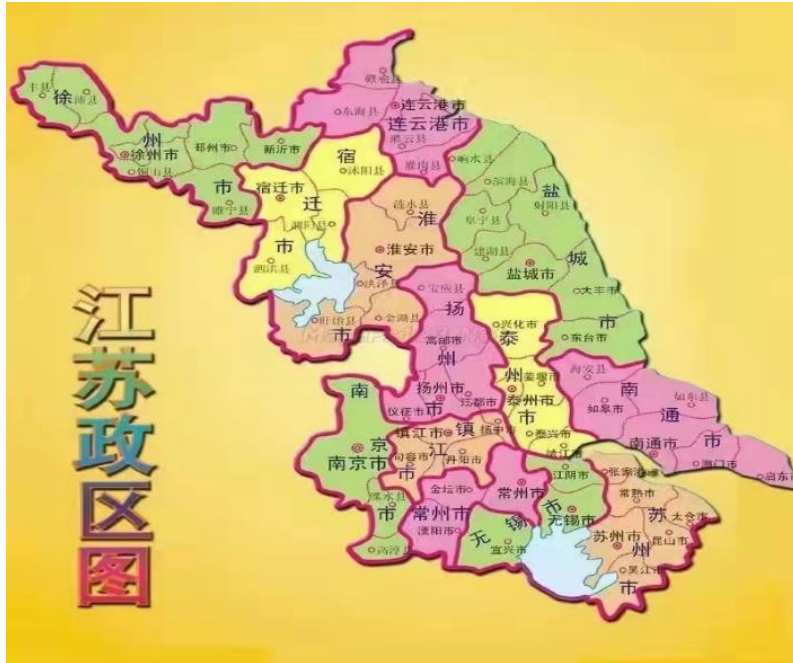 江苏政区图
徐州市
丰县
沛县
徐州市
铜山县
邳州市
新沂市
睢宁县
连云港市
赣榆县
东海县
连云港市
灌云县
灌南县
宿迁市
沭阳县
宿迁市
泗阳县
泗洪县
淮安市
涟水县
淮安市
洪泽县
盱眙县
金湖县
盐城市
响水县
滨海县
射阳县
阜宁县
建湖县
盐城市
大丰市
东台市
扬州市
宝应县
高邮市
扬州市
江都市
仪征市
泰州市
兴化市
姜堰市
泰州市
泰兴市
靖江市
南通市
海安县
如东县
如皋市
南通市
海门市
启东市
南京市
南京市
溧水县
高淳县
镇江市
镇江市
扬中市
句容市
丹阳市
常州市
常州市
金坛市
溧阳市
无锡市
江阴市
无锡市
宜兴市
苏州市
张家港市
常熟市
太仓市
苏州市
昆山市
吴江市